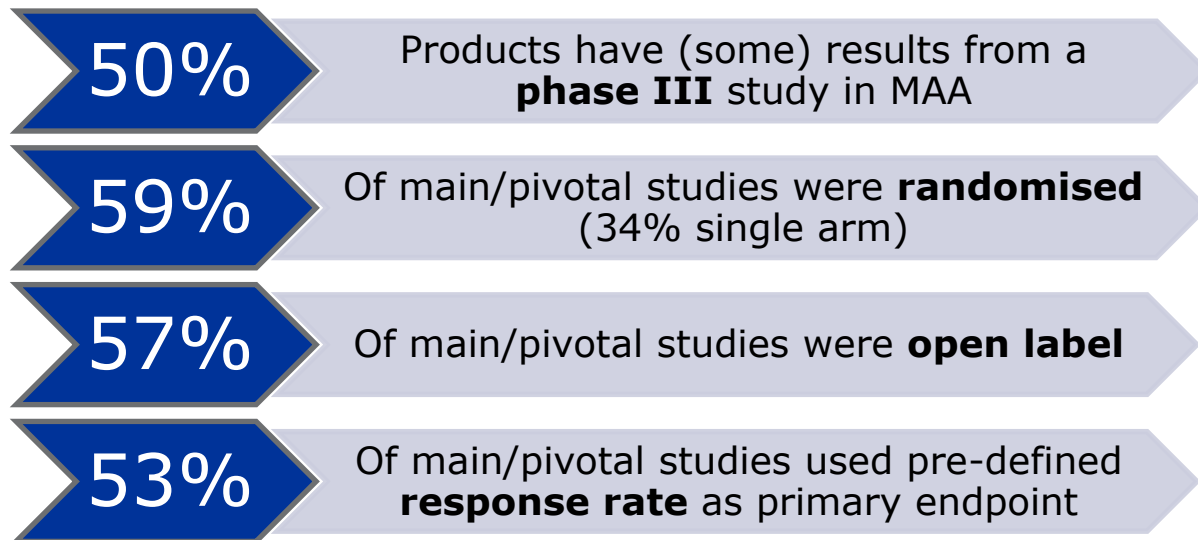 50%
Products have (some) results from a
phase III study in MAA
59%
Of main/pivotal studies were randomised
(34% single arm)
57%
Of main/pivotal studies were open label
53%
Of main/pivotal studies used pre-defined
response rate as primary endpoint